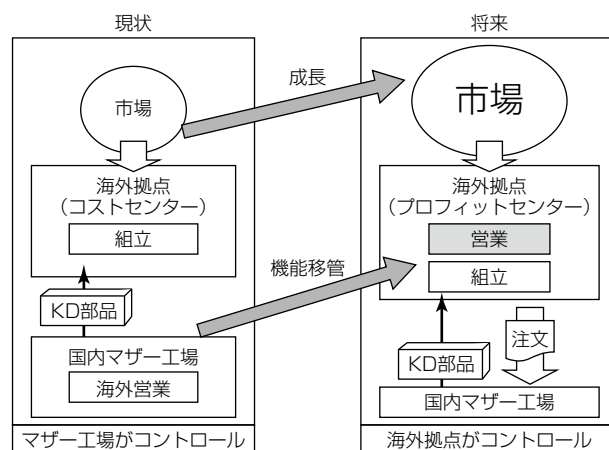 現状
市場
海外拠点
（コストセンター）
組立
KD部品
国内マザー工場
海外営業
マザー工場がコントロール
成長
機能移管
将来
市場
海外拠点
（プロフィットセンター）
営業
組立
KD部品
注文
国内マザー工場
海外拠点がコントロール